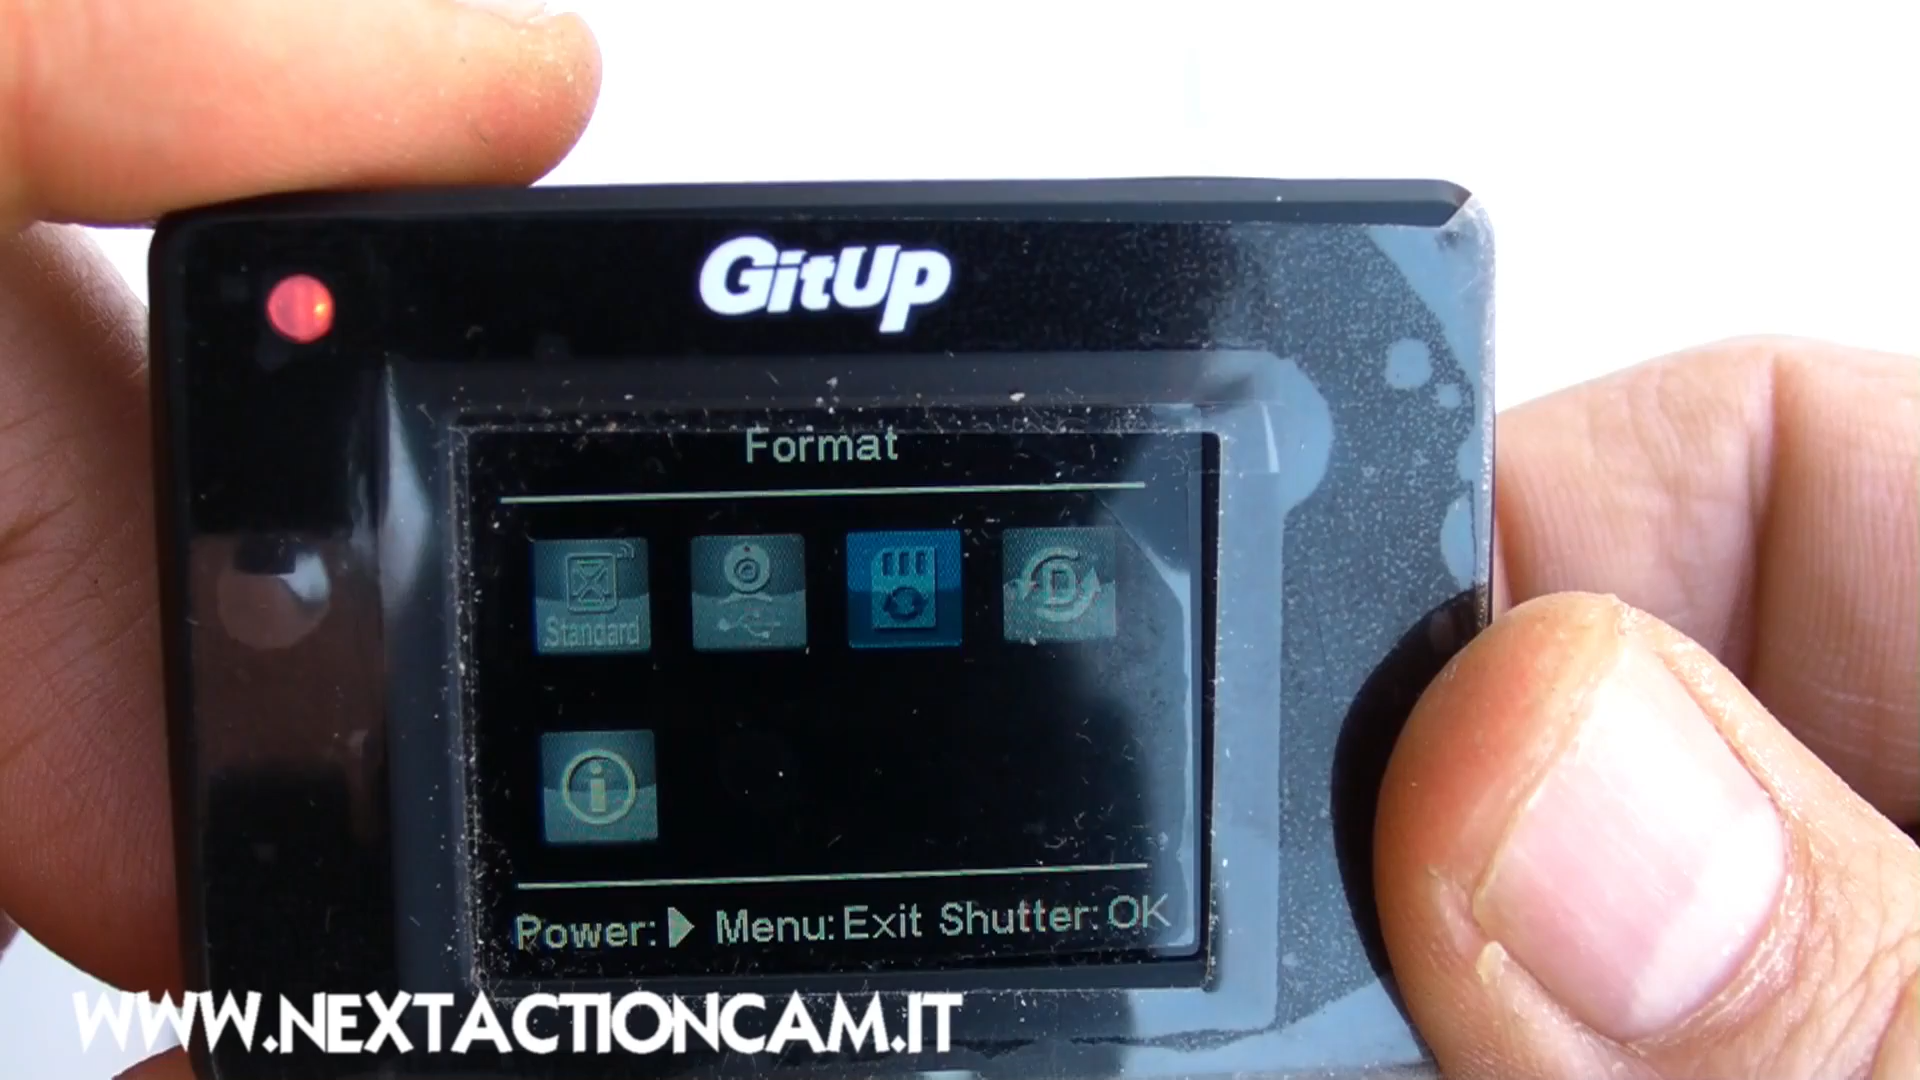 GitUp
Format
Standard
Power: Menu: Exit Shutter: OK
WWW.NEXTACTIONCAM.IT